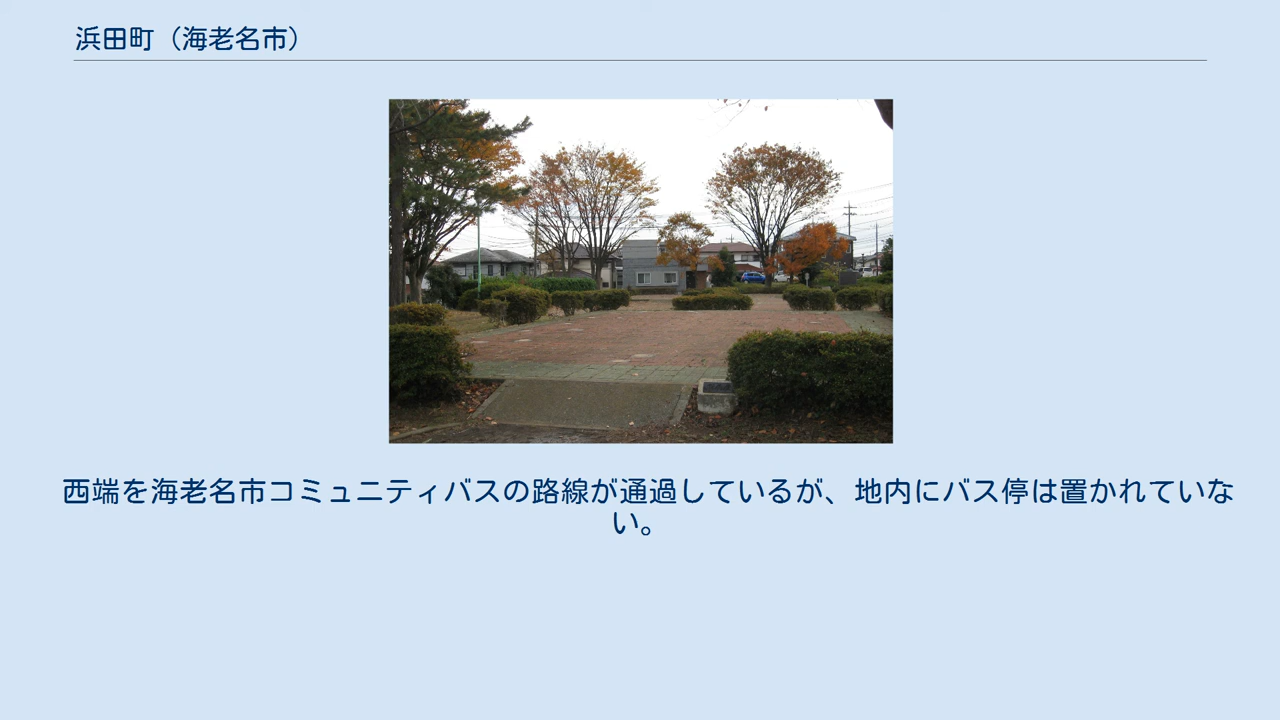 浜田町（海老名市）
西端を海老名市コミュニティバスの路線が通過しているが、地内にバス停は置かれていな
い。